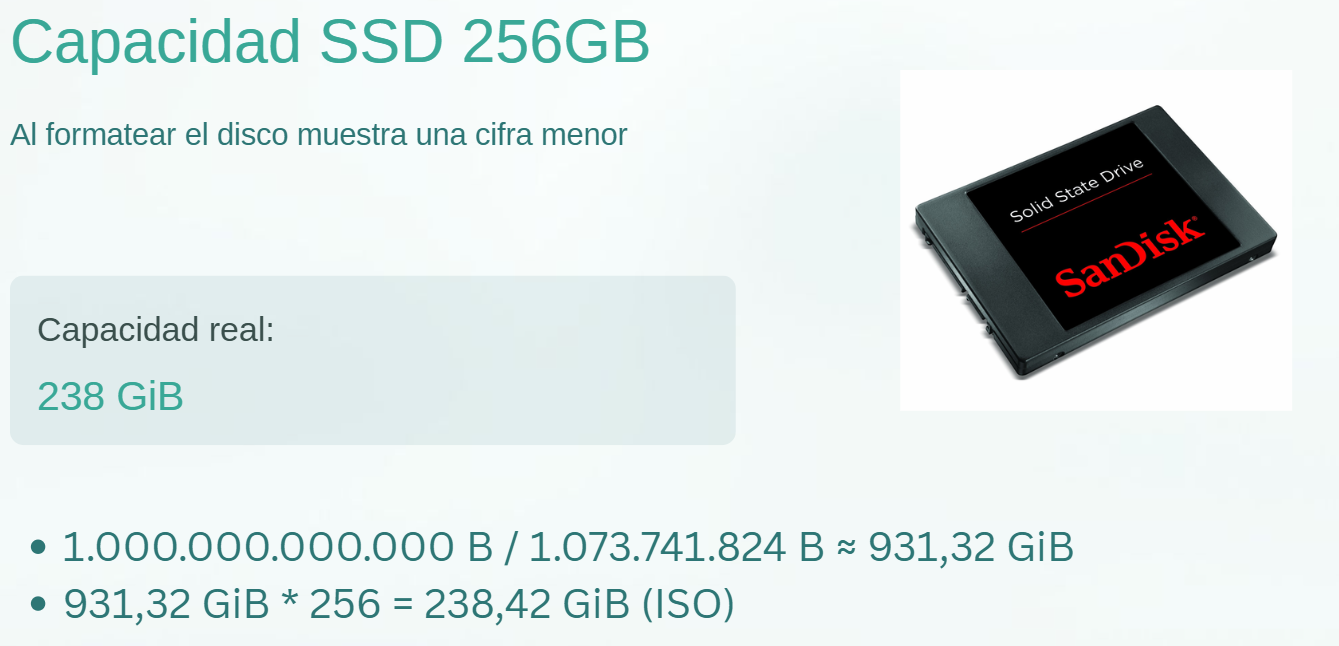 Capacidad SSD 256GB
Al formatear el disco muestra una cifra menor
Solid State Drive
SanDisk
Capacidad real:
238 GiB
• 1.000.000.000.000 B / 1.073.741.824 B ≈ 931,32 GiB
• 931,32 GiB * 256 = 238,42 GiB (ISO)